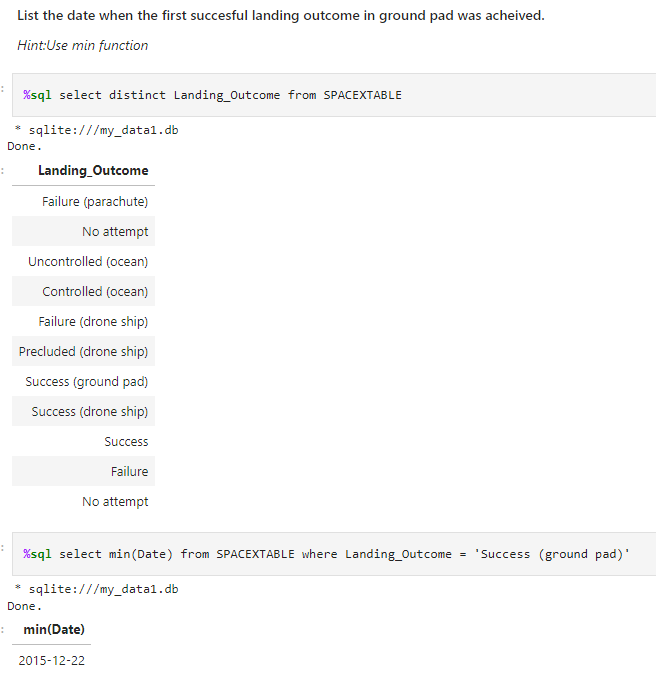 List the date when the first succesful landing outcome in ground pad was acheived.
Hint:Use min function
:
%sql select distinct Landing_Outcome from SPACEXTABLE
* sqlite:///my_data1.db
Done.
:
Landing_Outcome
Failure (parachute)
No attempt
Uncontrolled (ocean)
Controlled (ocean)
Failure (drone ship)
Precluded (drone ship)
Success (ground pad)
Success (drone ship)
Success
Failure
No attempt
:
%sql select min(Date) from SPACEXTABLE where Landing_Outcome = 'Success (ground pad)'
* sqlite:///my_data1.db
Done.
:
min(Date)
2015-12-22